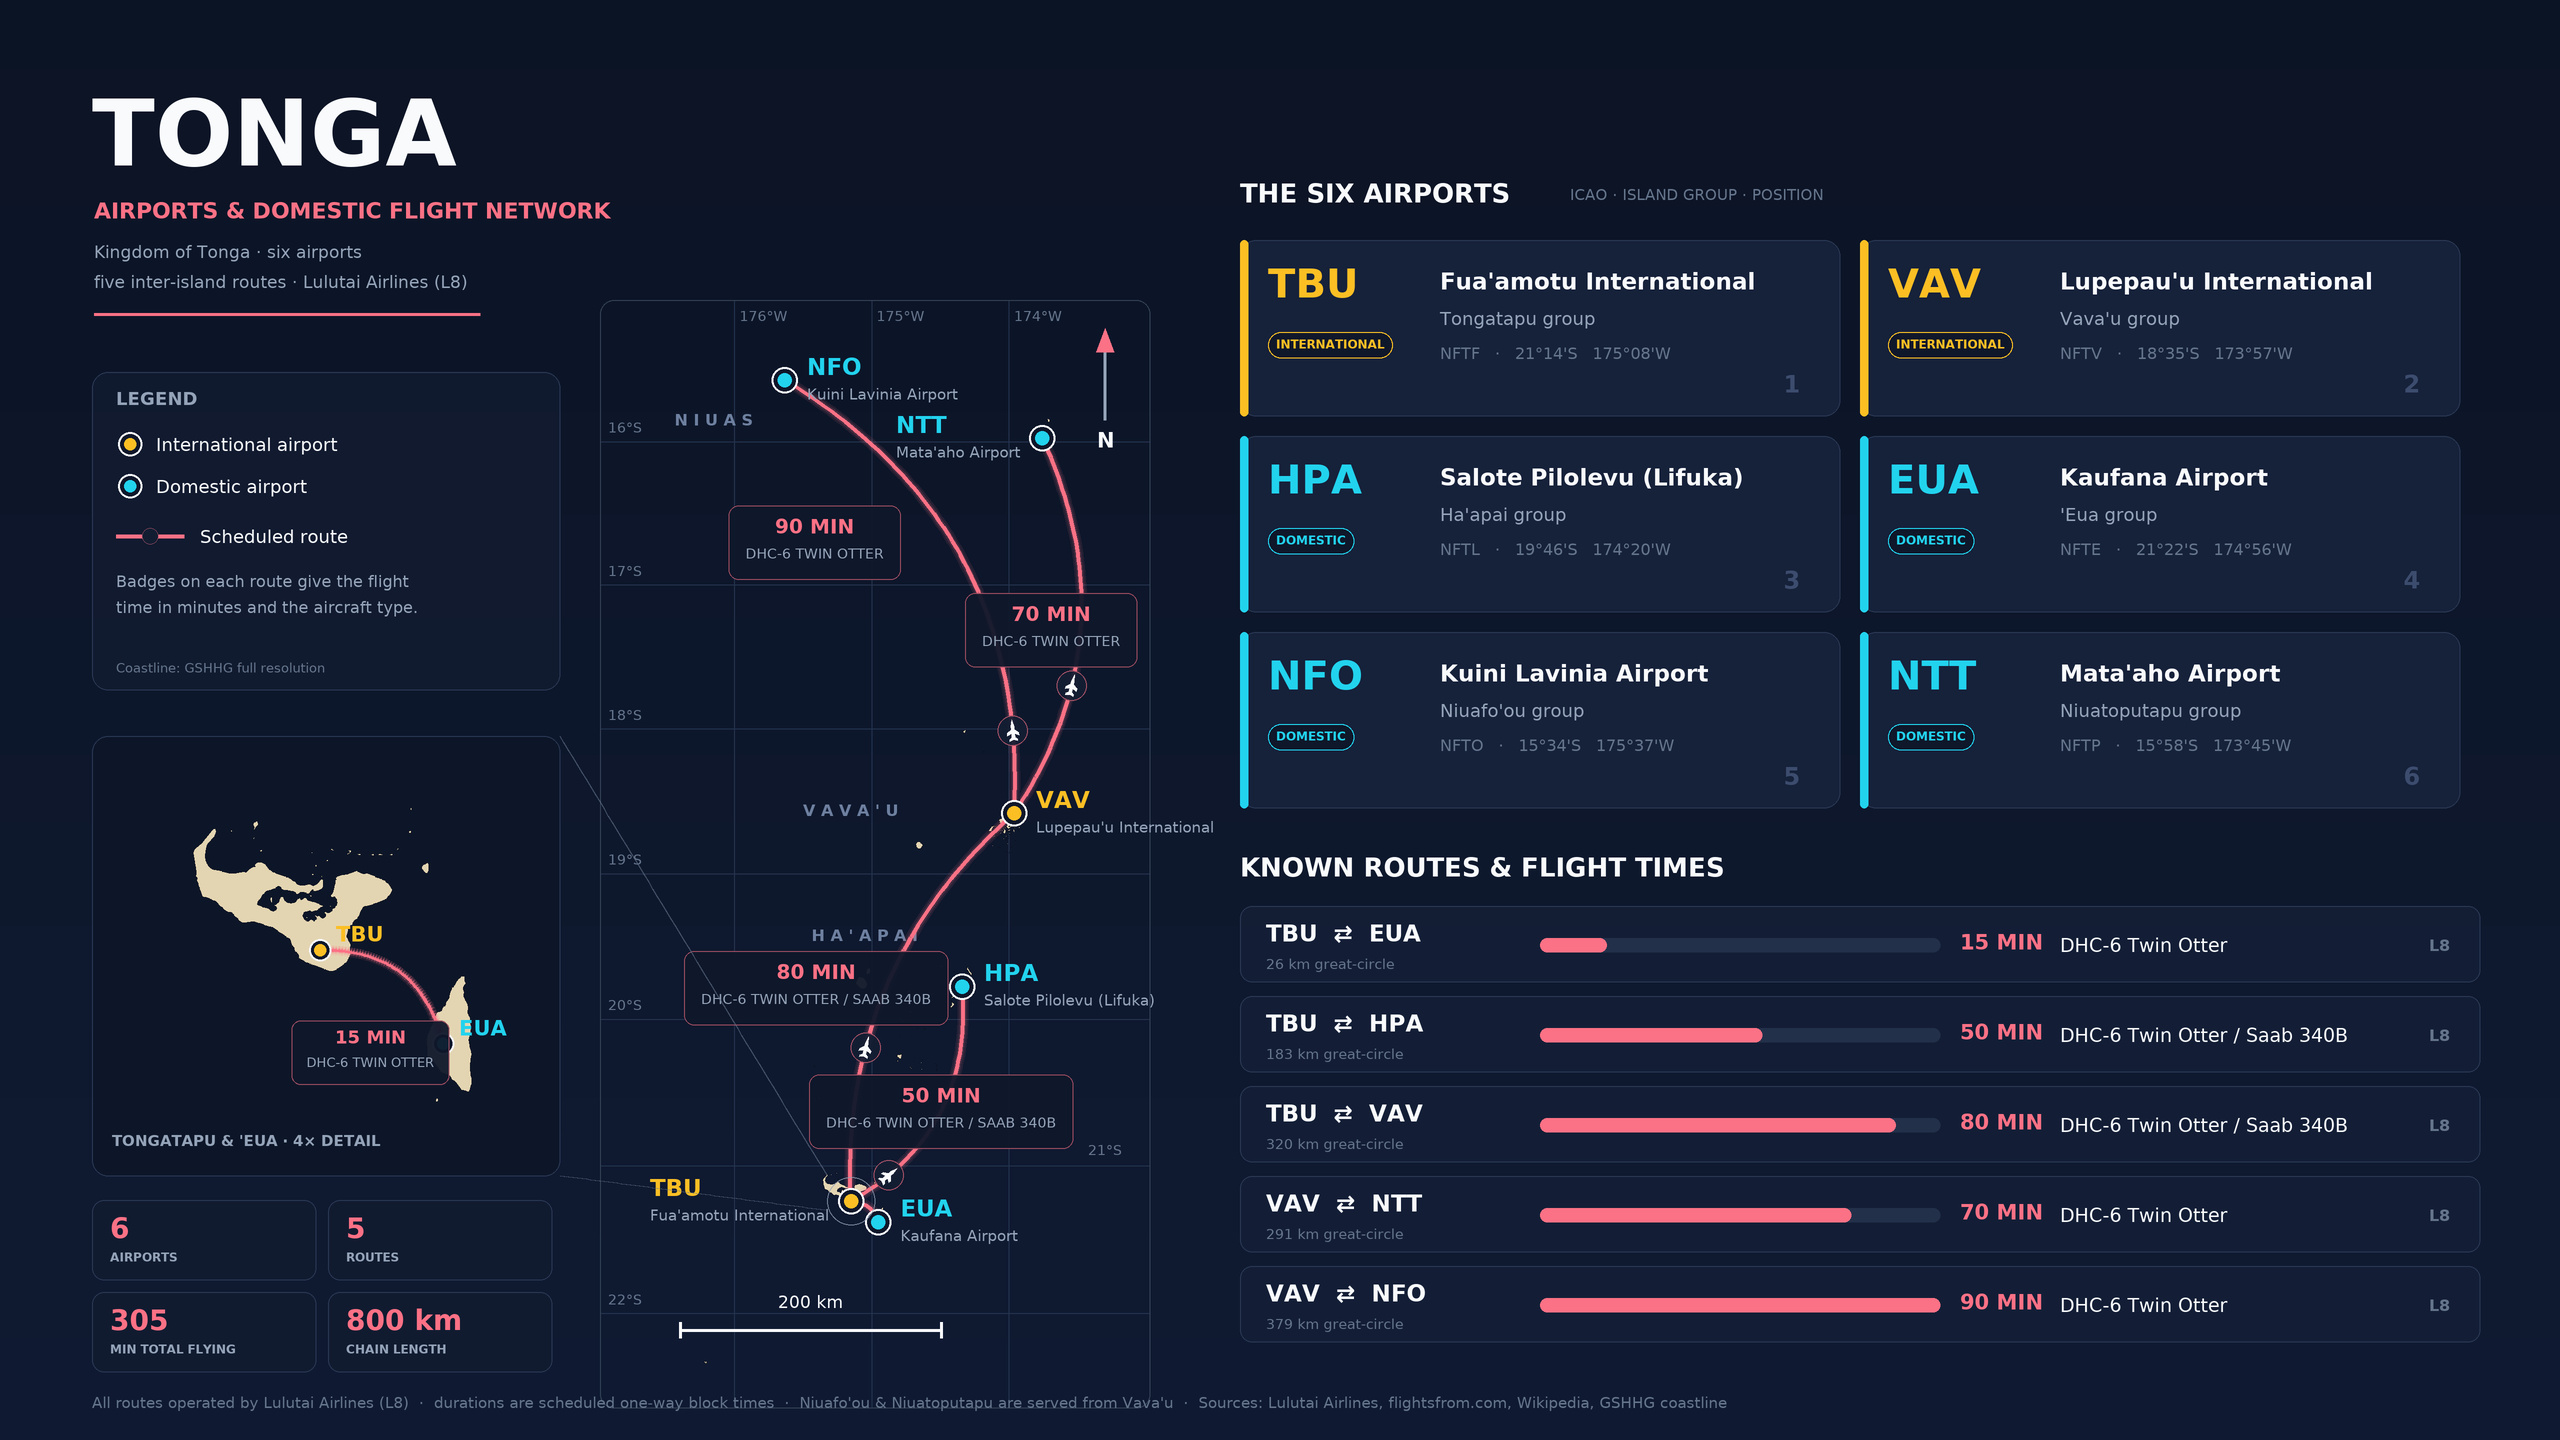 TONGA
AIRPORTS & DOMESTIC FLIGHT NETWORK
Kingdom of Tonga · six airports
five inter-island routes · Lulutai Airlines (L8)
LEGEND
International airport
Domestic airport
Scheduled route
Badges on each route give the flight
time in minutes and the aircraft type.
Coastline: GSHHG full resolution
TBU
EUA
15 MIN
DHC-6 TWIN OTTER
TONGATAPU & 'EUA · 4× DETAIL
6
AIRPORTS
5
ROUTES
305
MIN TOTAL FLYING
800 km
CHAIN LENGTH
176°W
175°W
174°W
NFO
Kuini Lavinia Airport
NIUAS
NTT
Mata'aho Airport
N
16°S
90 MIN
DHC-6 TWIN OTTER
17°S
70 MIN
DHC-6 TWIN OTTER
18°S
VAVA'U
VAV
Lupepau'u International
19°S
HA'APAI
80 MIN
DHC-6 TWIN OTTER / SAAB 340B
HPA
Salote Pilolevu (Lifuka)
20°S
50 MIN
DHC-6 TWIN OTTER / SAAB 340B
21°S
TBU
Fua'amotu International
EUA
Kaufana Airport
22°S
200 km
THE SIX AIRPORTS
ICAO · ISLAND GROUP · POSITION
TBU
INTERNATIONAL
Fua'amotu International
Tongatapu group
NFTF · 21°14'S 175°08'W
1
VAV
INTERNATIONAL
Lupepau'u International
Vava'u group
NFTV · 18°35'S 173°57'W
2
HPA
DOMESTIC
Salote Pilolevu (Lifuka)
Ha'apai group
NFTL · 19°46'S 174°20'W
3
EUA
DOMESTIC
Kaufana Airport
'Eua group
NFTE · 21°22'S 174°56'W
4
NFO
DOMESTIC
Kuini Lavinia Airport
Niuafo'ou group
NFTO · 15°34'S 175°37'W
5
NTT
DOMESTIC
Mata'aho Airport
Niuatoputapu group
NFTP · 15°58'S 173°45'W
6
KNOWN ROUTES & FLIGHT TIMES
TBU ⇄ EUA
26 km great-circle
15 MIN DHC-6 Twin Otter L8
TBU ⇄ HPA
183 km great-circle
50 MIN DHC-6 Twin Otter / Saab 340B L8
TBU ⇄ VAV
320 km great-circle
80 MIN DHC-6 Twin Otter / Saab 340B L8
VAV ⇄ NTT
291 km great-circle
70 MIN DHC-6 Twin Otter L8
VAV ⇄ NFO
379 km great-circle
90 MIN DHC-6 Twin Otter L8
All routes operated by Lulutai Airlines (L8) · durations are scheduled one-way block times · Niuafo'ou & Niuatoputapu are served from Vava'u · Sources: Lulutai Airlines, flightsfrom.com, Wikipedia, GSHHG coastline